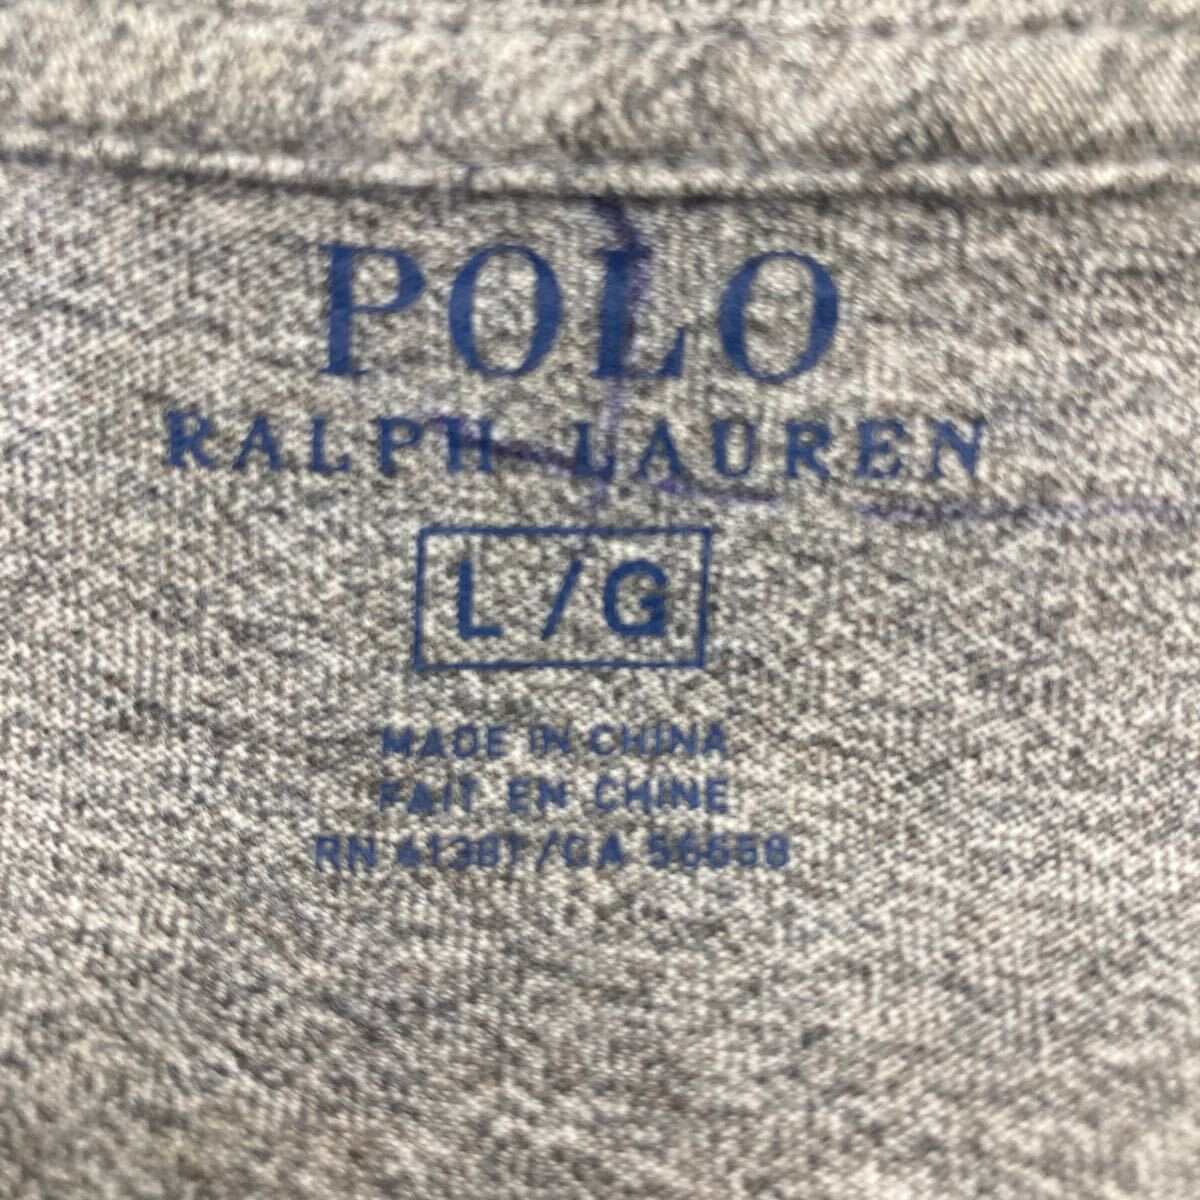 POLO
RALPH LAUREN
L/G
MADE IN CHINA
FAIT EN CHINE
RN 41381/CA 56658